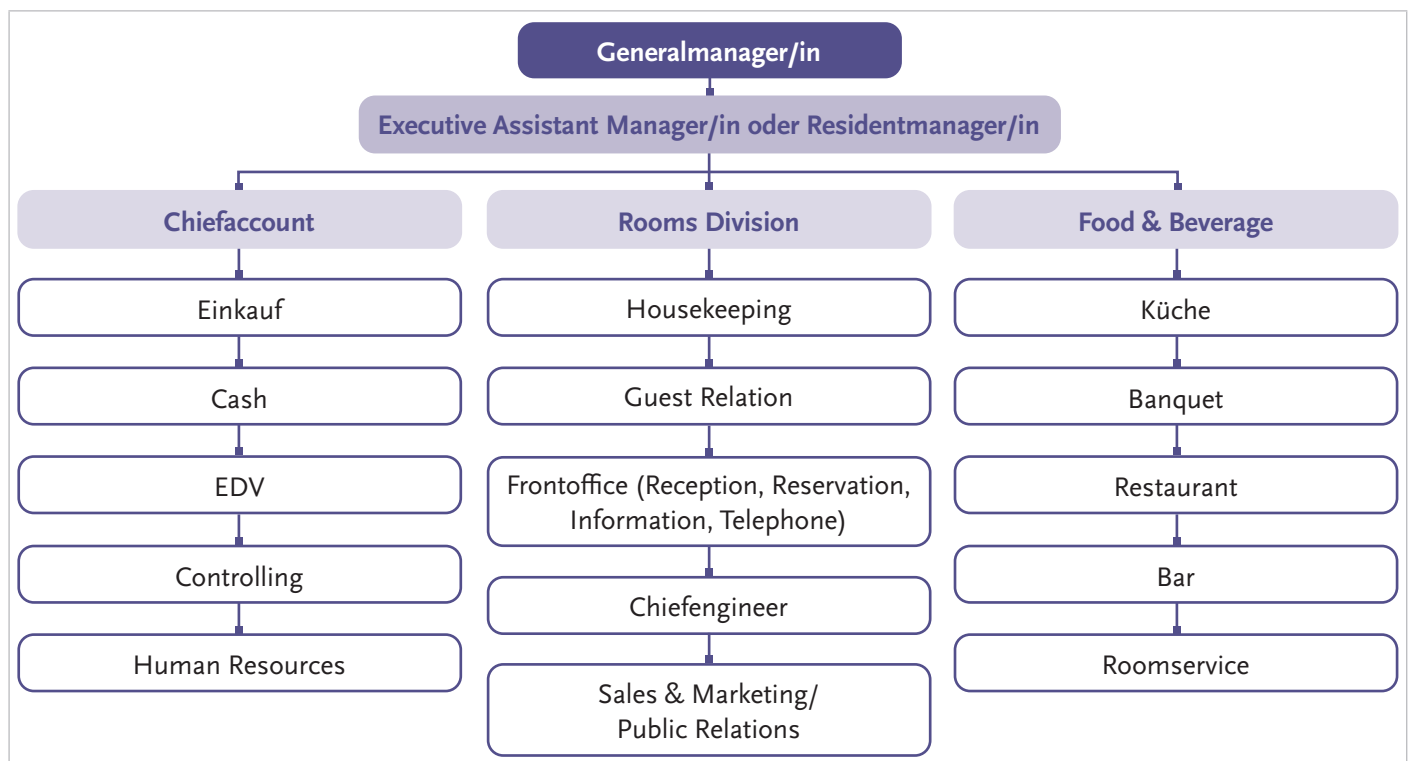 Generalmanager/in
Executive Assistant Manager/in oder Residentmanager/in
Chiefaccount
Rooms Division
Food & Beverage
Einkauf
Housekeeping
Küche
Cash
Guest Relation
Banquet
EDV
Frontoffice (Reception, Reservation,
Information, Telephone)
Restaurant
Controlling
Chiefengineer
Bar
Human Resources
Sales & Marketing/
Public Relations
Roomservice